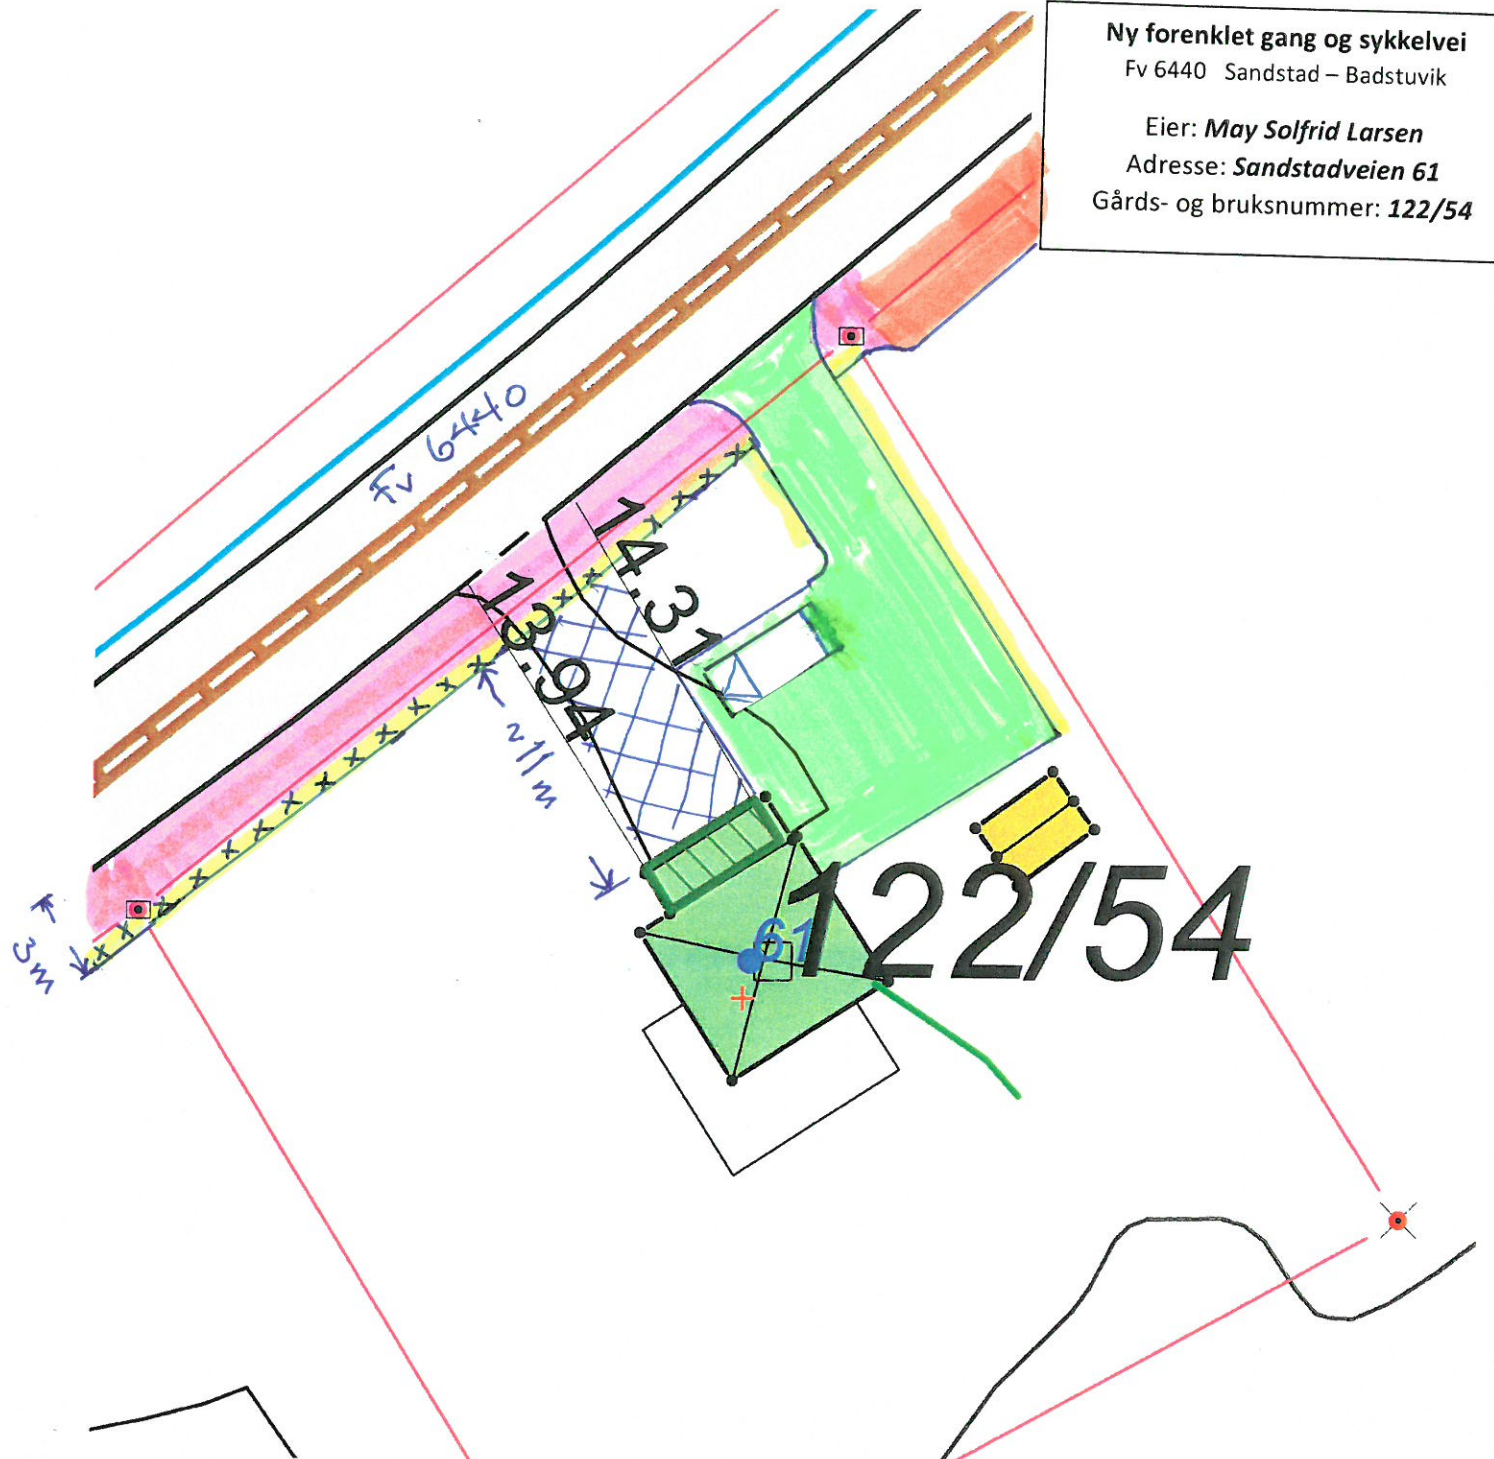 Ny forenklet gang og sykkelvei
Fv 6440 Sandstad – Badstuvik
Eier: May Solfrid Larsen
Adresse: Sandstadveien 61
Gårds- og bruksnummer: 122/54
Fv 6440
14.31
13.94
~11m
3m
61
122/54